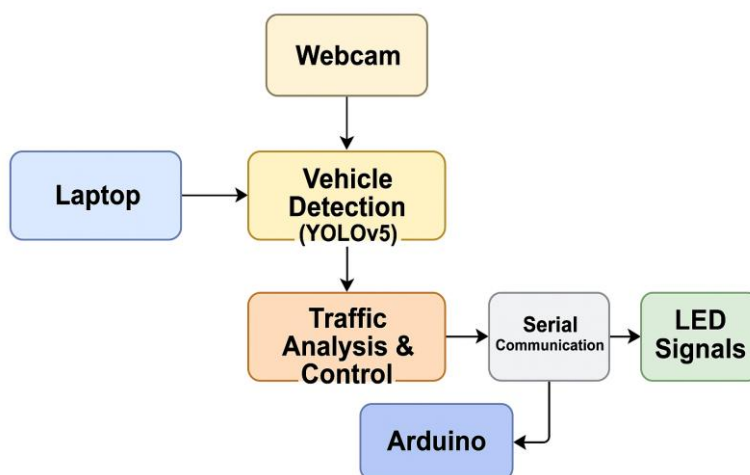 Webcam
Laptop
Vehicle
Detection
(YOLOv5)
Traffic
Analysis &
Control
Serial
Communication
LED
Signals
Arduino